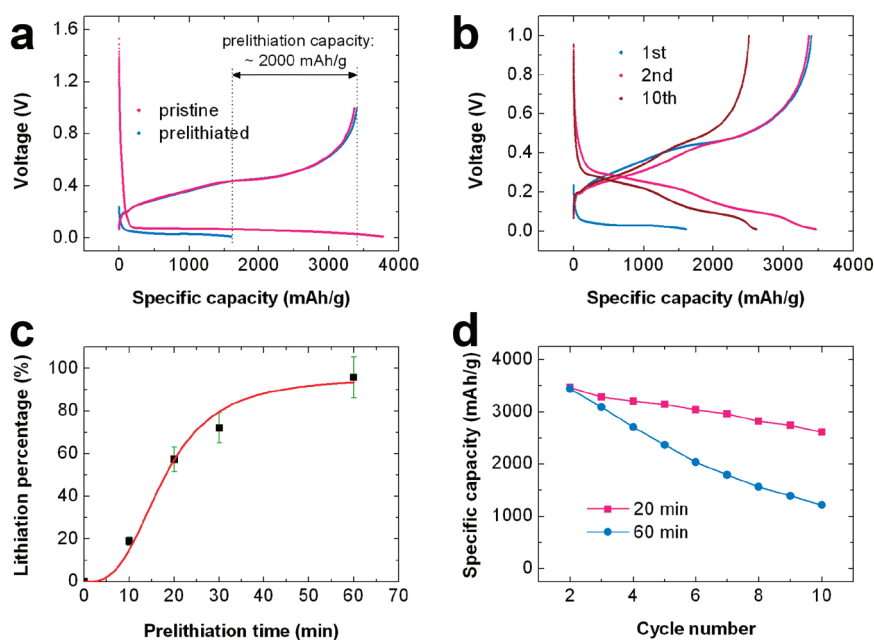 a
1.6
1.2
0.8
0.4
0.0
Voltage (V)
prelithiation capacity:
~ 2000 mAh/g
pristine
prelithiated
0 1000 2000 3000 4000
Specific capacity (mAh/g)
b
1.0
0.8
0.6
0.4
0.2
0.0
Voltage (V)
1st
2nd
10th
0 1000 2000 3000 4000
Specific capacity (mAh/g)
c
100
80
60
40
20
0
Lithiation percentage (%)
0 10 20 30 40 50 60 70
Prelithiation time (min)
d
4000
3000
2000
1000
0
Specific capacity (mAh/g)
20 min
60 min
2 4 6 8 10
Cycle number